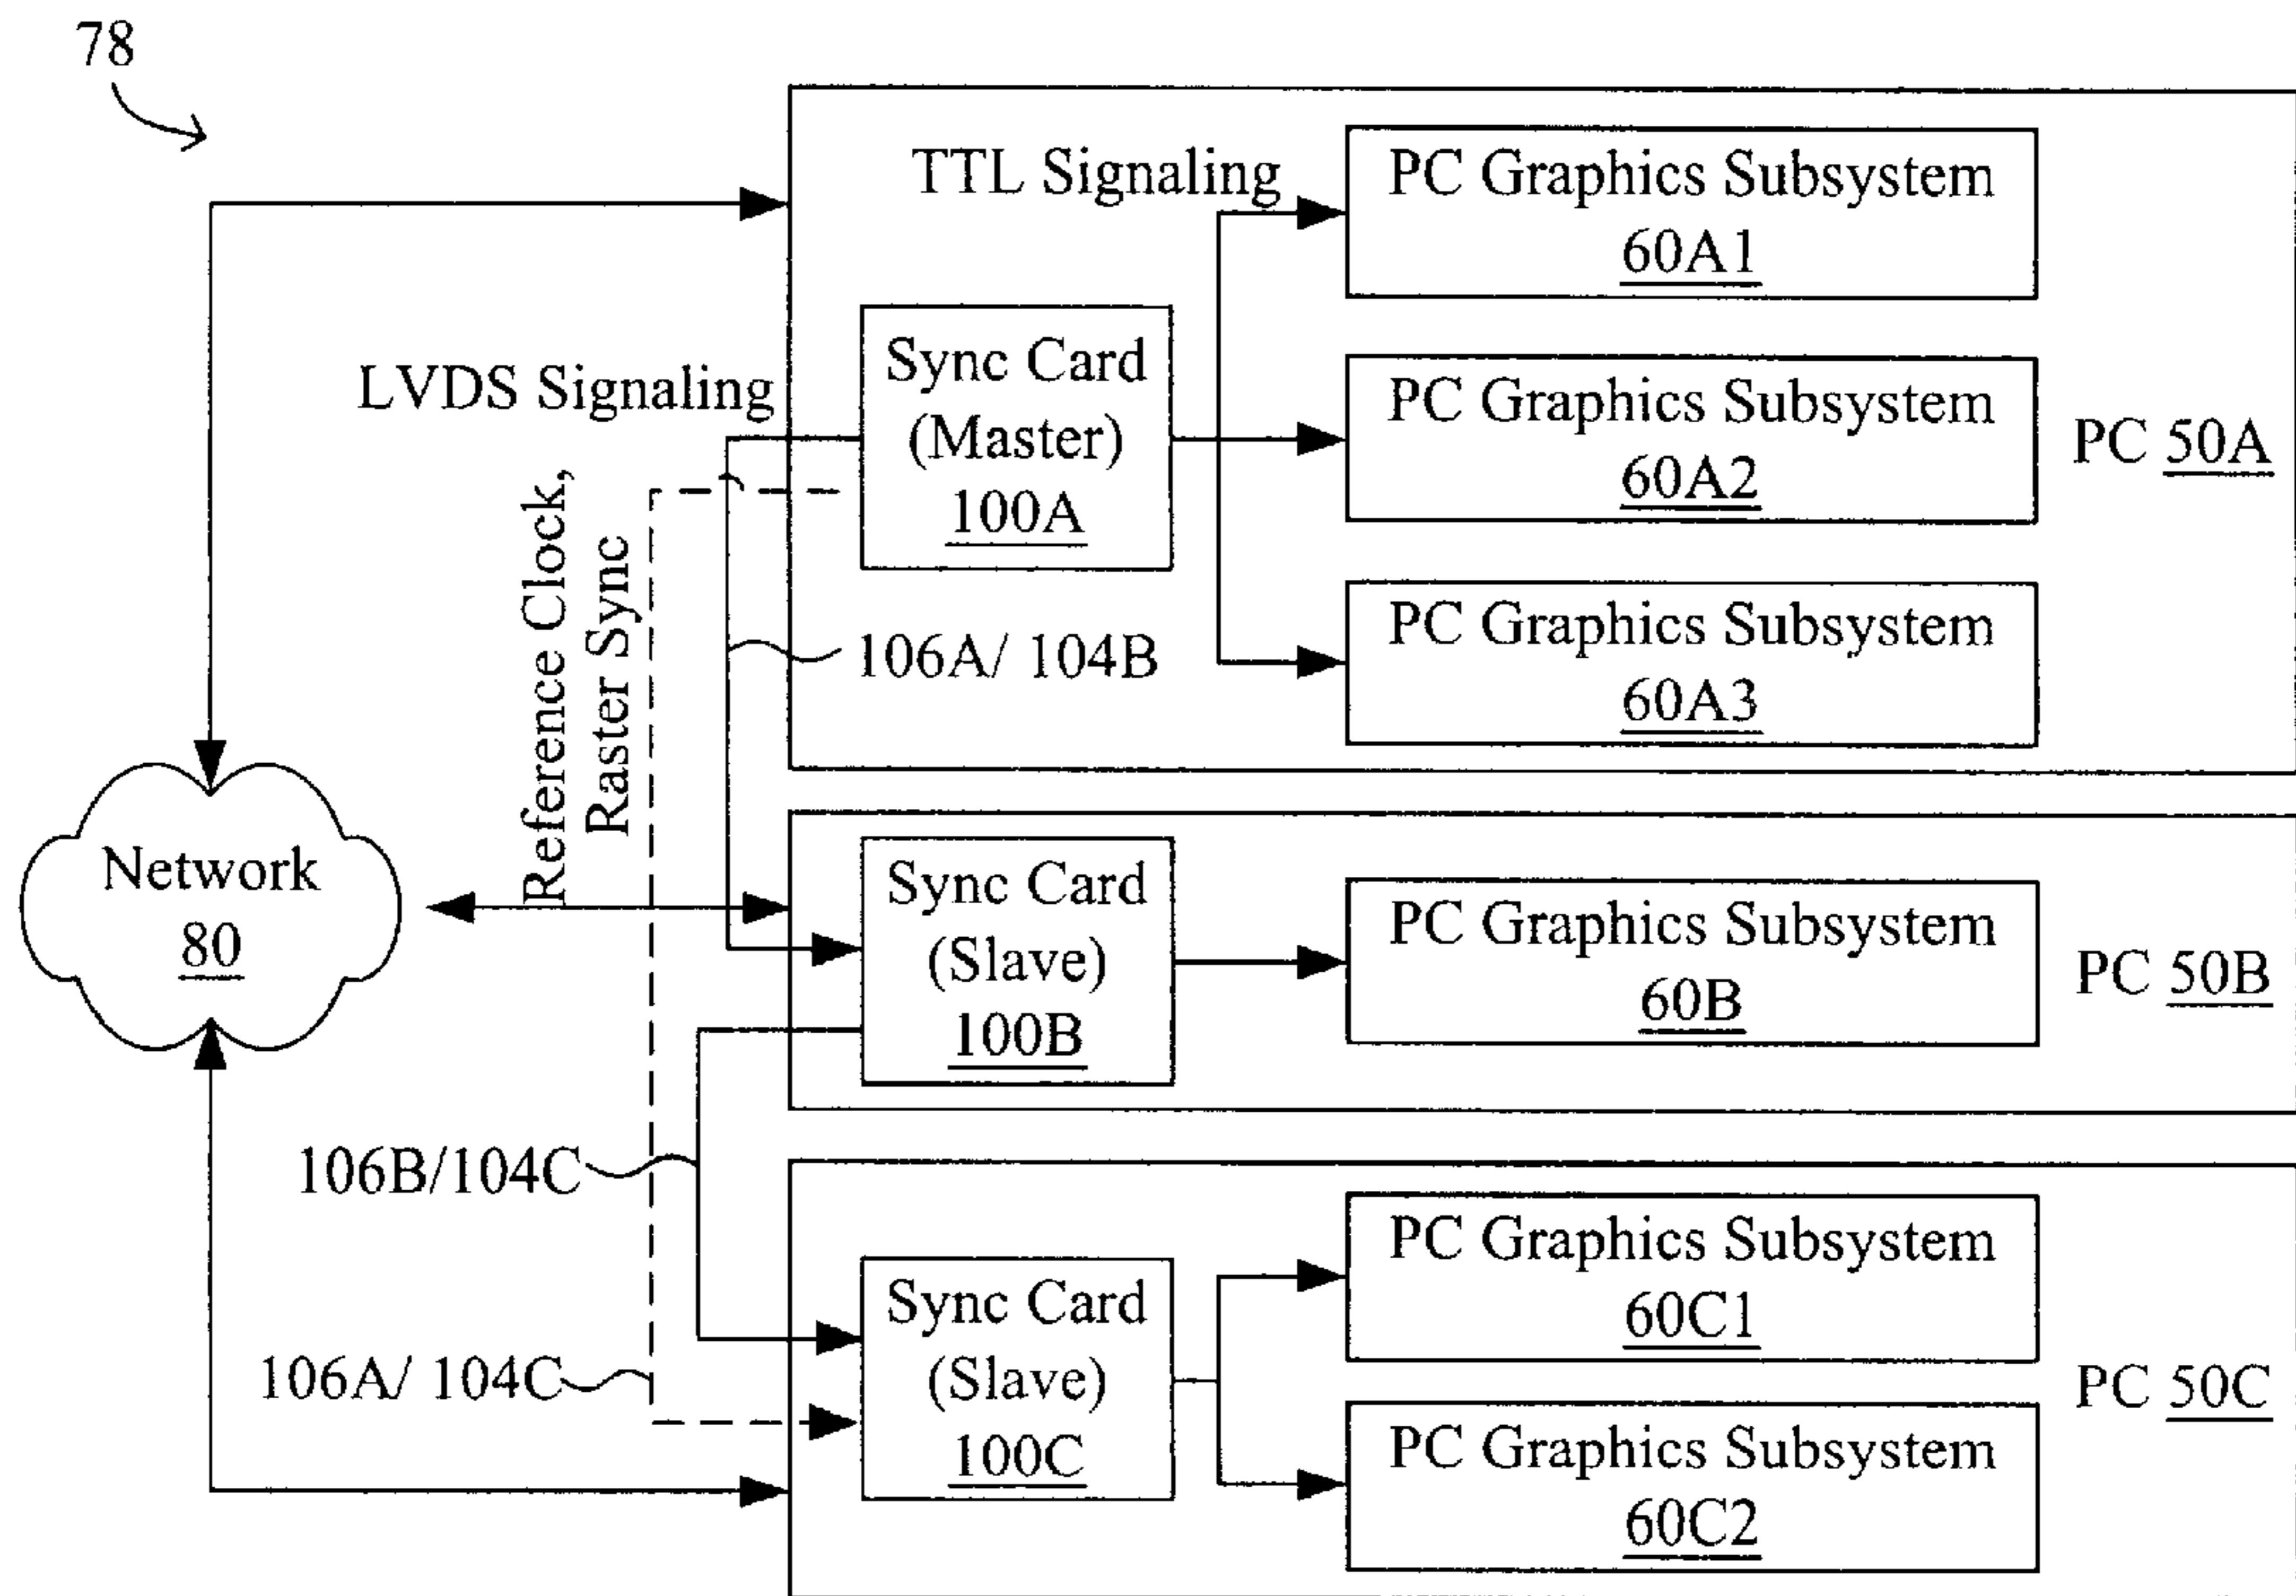 78
TTL Signaling
PC Graphics Subsystem
60A1
LVDS Signaling
Sync Card
(Master)
100A
PC Graphics Subsystem
60A2
PC 50A
Reference Clock,
Raster Sync
106A/ 104B
PC Graphics Subsystem
60A3
Network
80
Sync Card
(Slave)
100B
PC Graphics Subsystem
60B
PC 50B
106B/104C
106A/ 104C
Sync Card
(Slave)
100C
PC Graphics Subsystem
60C1
PC 50C
PC Graphics Subsystem
60C2